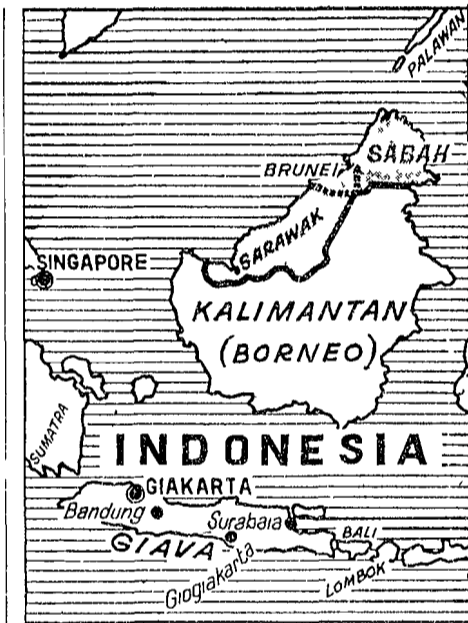 PALAWAN
SABAH
BRUNEI
SARAWAK
SINGAPORE
KALIMANTAN
(BORNEO)
SUMATRA
INDONESIA
GIAKARTA
Bandung
Surabaia
GIAVA
BALI
Giogiakarta
LOMBOK